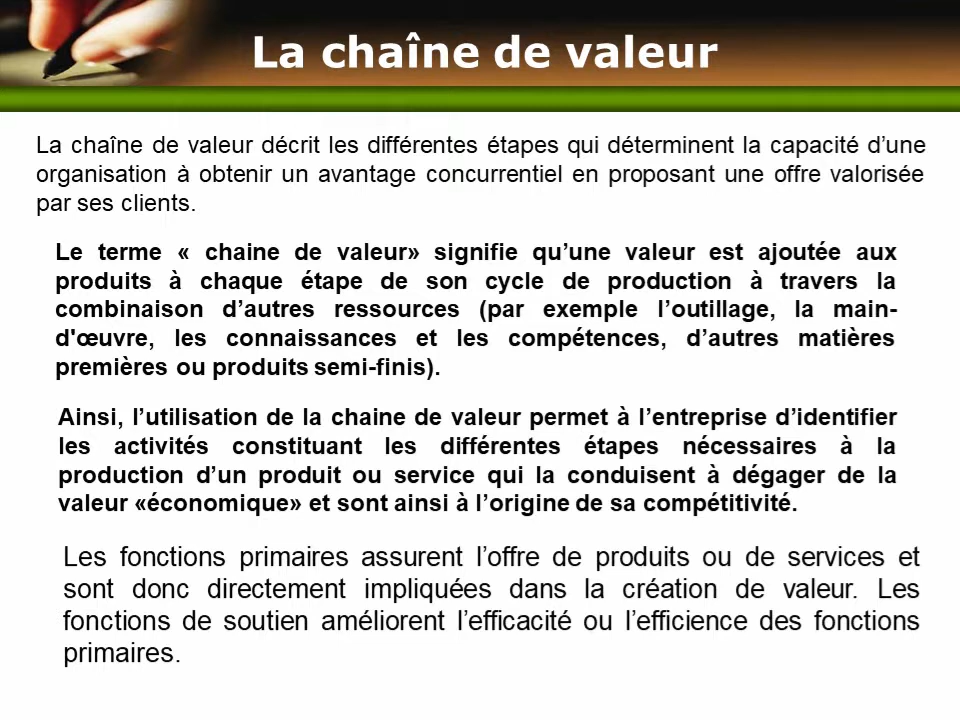 La chaîne de valeur
La chaîne de valeur décrit les différentes étapes qui déterminent la capacité d’une
organisation à obtenir un avantage concurrentiel en proposant une offre valorisée
par ses clients.
Le terme « chaine de valeur» signifie qu’une valeur est ajoutée aux
produits à chaque étape de son cycle de production à travers la
combinaison d’autres ressources (par exemple l’outillage, la main-
d'œuvre, les connaissances et les compétences, d’autres matières
premières ou produits semi-finis).
Ainsi, l’utilisation de la chaine de valeur permet à l’entreprise d’identifier
les activités constituant les différentes étapes nécessaires à la
production d’un produit ou service qui la conduisent à dégager de la
valeur «économique» et sont ainsi à l’origine de sa compétitivité.
Les fonctions primaires assurent l’offre de produits ou de services et
sont donc directement impliquées dans la création de valeur. Les
fonctions de soutien améliorent l’efficacité ou l’efficience des fonctions
primaires.